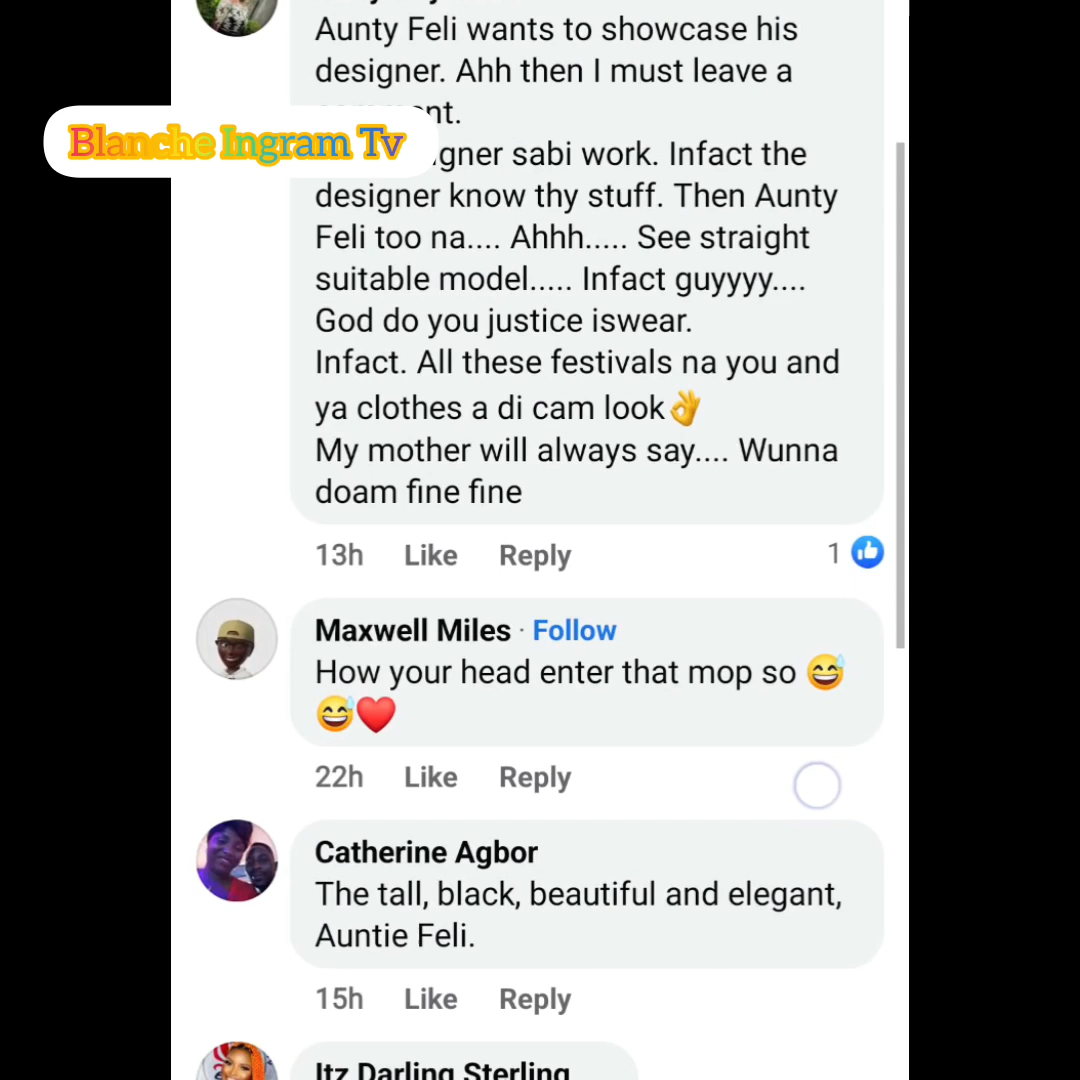 Aunty Feli wants to showcase his
designer. Ahh then I must leave a
Blanche Ingram Tv
sabi work. Infact the
designer know thy stuff. Then Aunty
Feli too na.... Ahhh..... See straight
suitable model..... Infact guyyyy....
God do you justice iswear.
Infact. All these festivals na you and
ya clothes a di cam look👌
My mother will always say.... Wunna
doam fine fine
13h Like Reply 1
Maxwell Miles · Follow
How your head enter that mop so 😅
😅❤️
22h Like Reply
Catherine Agbor
The tall, black, beautiful and elegant,
Auntie Feli.
15h Like Reply
Itz Darling Sterling